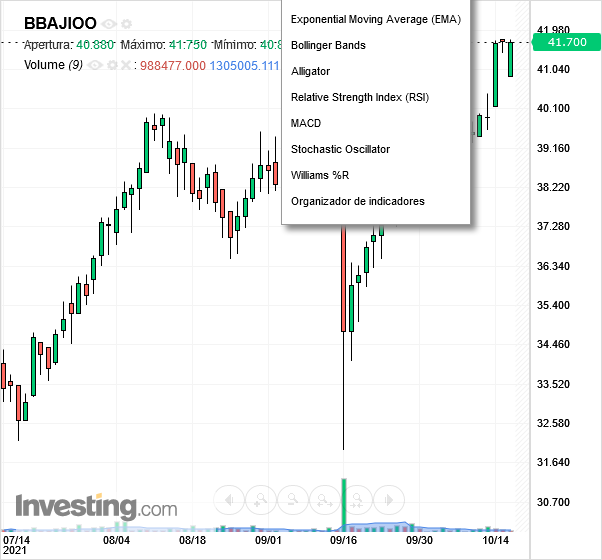 BBAJIOO
Apertura: 40.880 Máximo: 41.750 Mínimo: 40.8
Volume (9) : 988477.000 1305005.111
Exponential Moving Average (EMA)
Bollinger Bands
Alligator
Relative Strength Index (RSI)
MACD
Stochastic Oscillator
Williams %R
Organizador de indicadores
41.980
41.700
41.040
40.100
39.160
38.220
37.280
36.340
35.400
34.460
33.520
32.580
31.640
30.700
Investing.com
07/14 08/04 08/18 09/01 09/16 09/30 10/14
2021